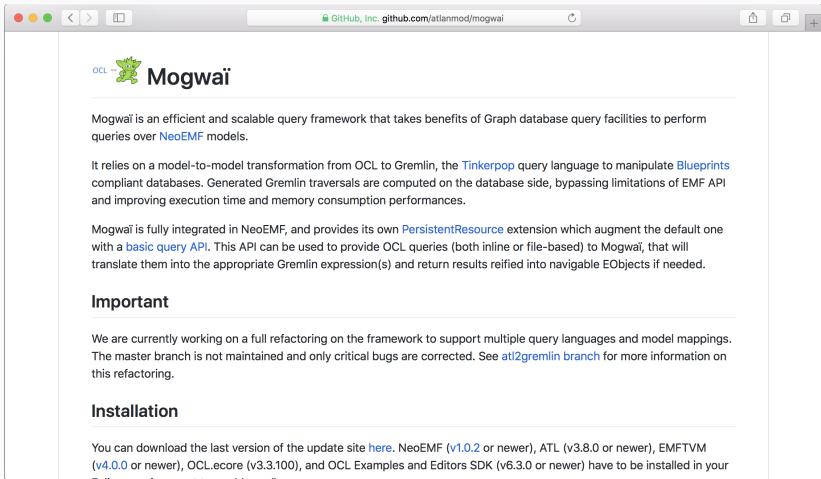 GitHub, Inc. github.com/atlanmod/mogwai
OCL
Mogwaï
Mogwaï is an efficient and scalable query framework that takes benefits of Graph database query facilities to perform
queries over NeoEMF models.
It relies on a model-to-model transformation from OCL to Gremlin, the Tinkerpop query language to manipulate Blueprints
compliant databases. Generated Gremlin traversals are computed on the database side, bypassing limitations of EMF API
and improving execution time and memory consumption performances.
Mogwaï is fully integrated in NeoEMF, and provides its own PersistentResource extension which augment the default one
with a basic query API. This API can be used to provide OCL queries (both inline or file-based) to Mogwaï, that will
translate them into the appropriate Gremlin expression(s) and return results reified into navigable EObjects if needed.
Important
We are currently working on a full refactoring on the framework to support multiple query languages and model mappings.
The master branch is not maintained and only critical bugs are corrected. See atl2gremlin branch for more information on
this refactoring.
Installation
You can download the last version of the update site here. NeoEMF (v1.0.2 or newer), ATL (v3.8.0 or newer), EMFTVM
(v4.0.0 or newer), OCL.ecore (v3.3.100), and OCL Examples and Editors SDK (v6.3.0 or newer) have to be installed in your